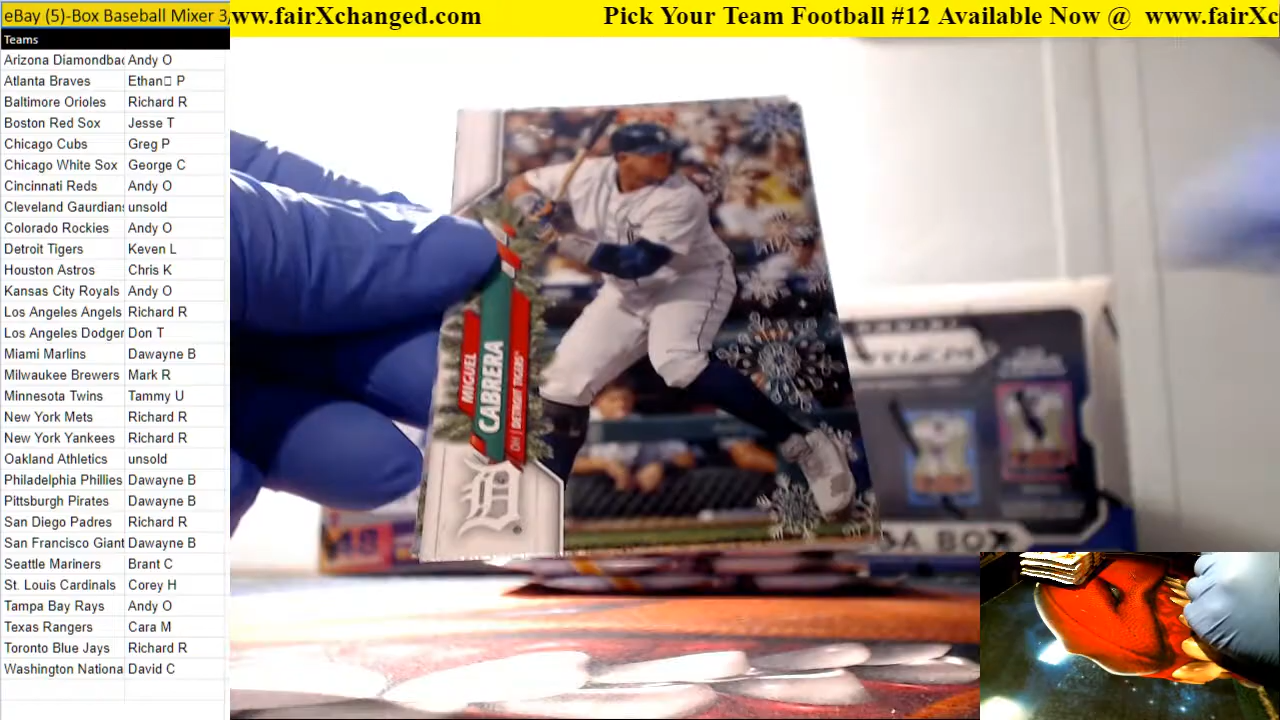 eBay (5)-Box Baseball Mixer 3
www.fairXchanged.com Pick Your Team Football #12 Available Now @ www.fairXc
Teams
Arizona Diamondbac Andy O
Atlanta Braves Ethan□ P
Baltimore Orioles Richard R
Boston Red Sox Jesse T
Chicago Cubs Greg P
Chicago White Sox George C
Cincinnati Reds Andy O
Cleveland Gaurdians unsold
Colorado Rockies Andy O
Detroit Tigers Keven L
Houston Astros Chris K
Kansas City Royals Andy O
Los Angeles Angels Richard R
Los Angeles Dodger Don T
Miami Marlins Dawayne B
Milwaukee Brewers Mark R
Minnesota Twins Tammy U
New York Mets Richard R
New York Yankees Richard R
Oakland Athletics unsold
Philadelphia Phillies Dawayne B
Pittsburgh Pirates Dawayne B
San Diego Padres Richard R
San Francisco Giant Dawayne B
Seattle Mariners Brant C
St. Louis Cardinals Corey H
Tampa Bay Rays Andy O
Texas Rangers Cara M
Toronto Blue Jays Richard R
Washington Nationa David C
MIGUEL
CABRERA
DH | DETROIT TIGERS
D
48
BOX